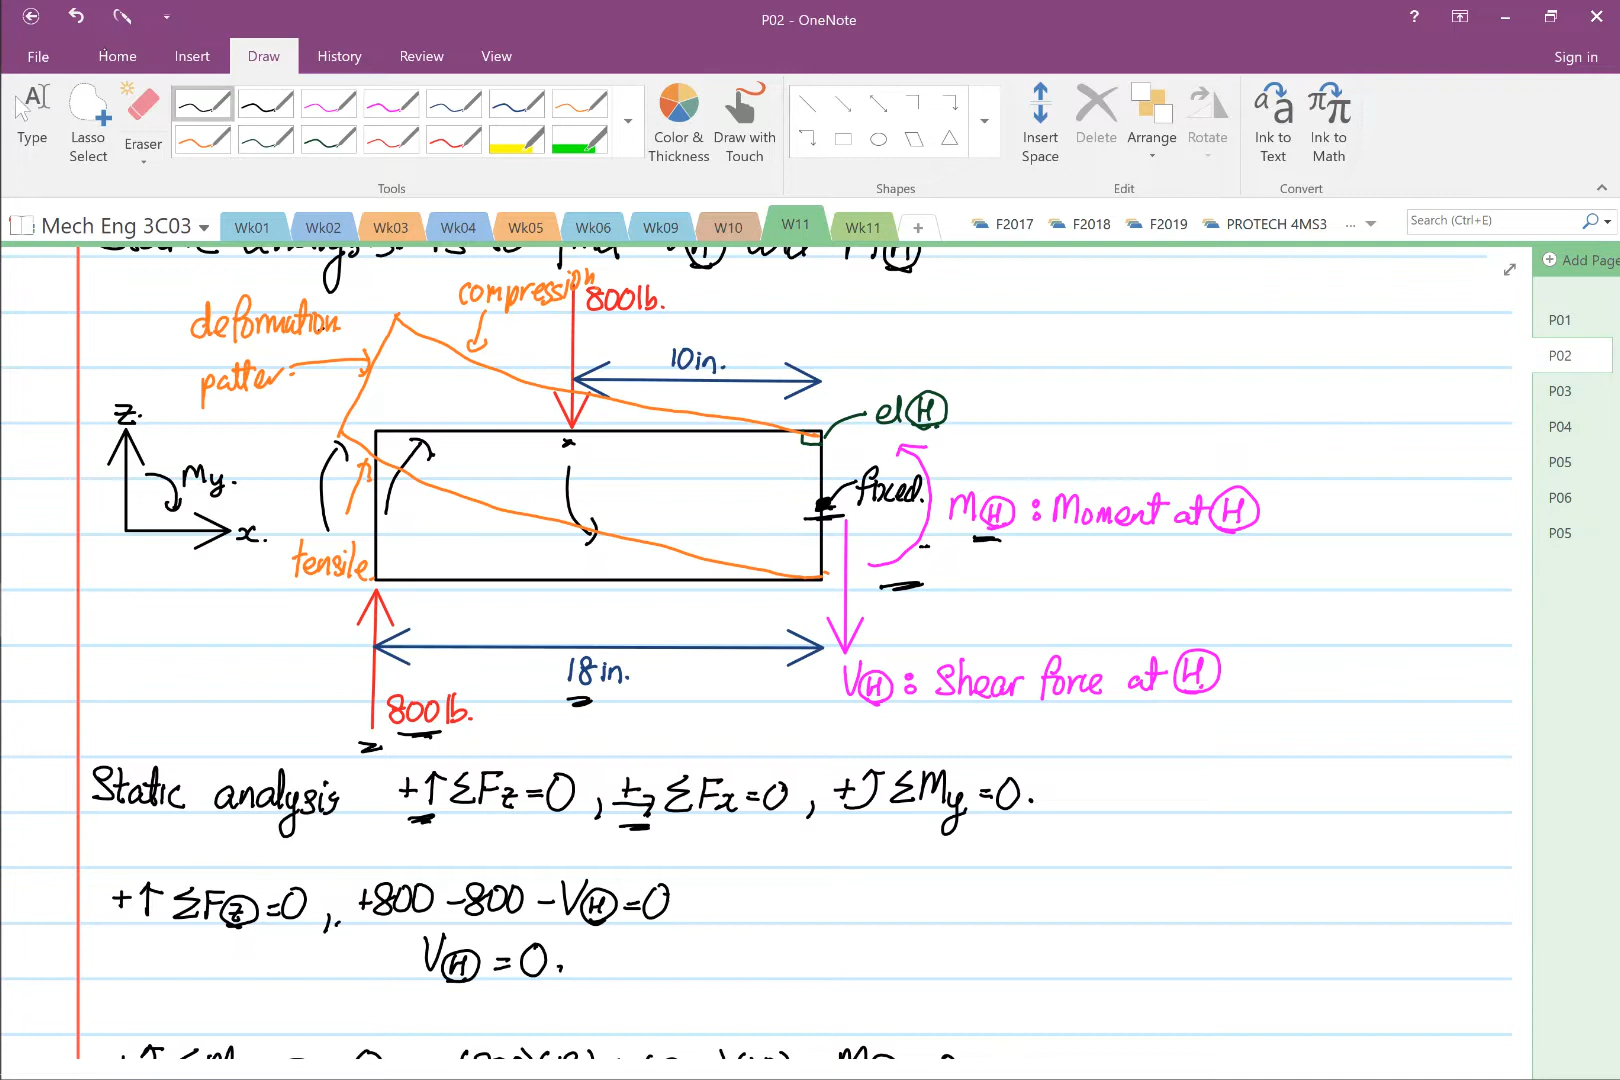 P02 - OneNote
File Home Insert Draw History Review View Sign in
Type Lasso Select Eraser Color & Thickness Draw with Touch Insert Space Delete Arrange Rotate Ink to Text Ink to Math
Tools Shapes Edit Convert
Mech Eng 3C03 Wk01 Wk02 Wk03 Wk04 Wk05 Wk06 Wk09 W10 W11 Wk11 + F2017 F2018 F2019 PROTECH 4MS3 ... Search (Ctrl+E)
Add Page
P01
P02
P03
P04
P05
P06
P05
compression
800lb.
deformation
patter
10in.
el H
z.
My.
x.
fixed.
M H : Moment at H
tensile
18in.
V H : Shear force at H
800lb.
Static analysis +↑ΣFz=0, +→ΣFx=0, +↺ΣMy=0.
+↑ΣFz=0, +800-800-V H=0
V H=0.